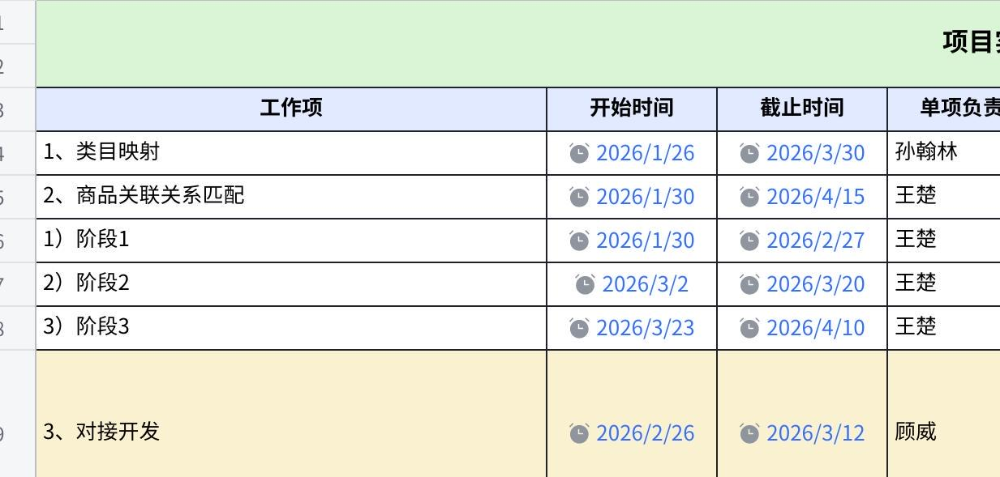 项目
工作项 开始时间 截止时间 单项负责
1、类目映射 2026/1/26 2026/3/30 孙翰林
2、商品关联关系匹配 2026/1/30 2026/4/15 王楚
1）阶段1 2026/1/30 2026/2/27 王楚
2）阶段2 2026/3/2 2026/3/20 王楚
3）阶段3 2026/3/23 2026/4/10 王楚
3、对接开发 2026/2/26 2026/3/12 顾威